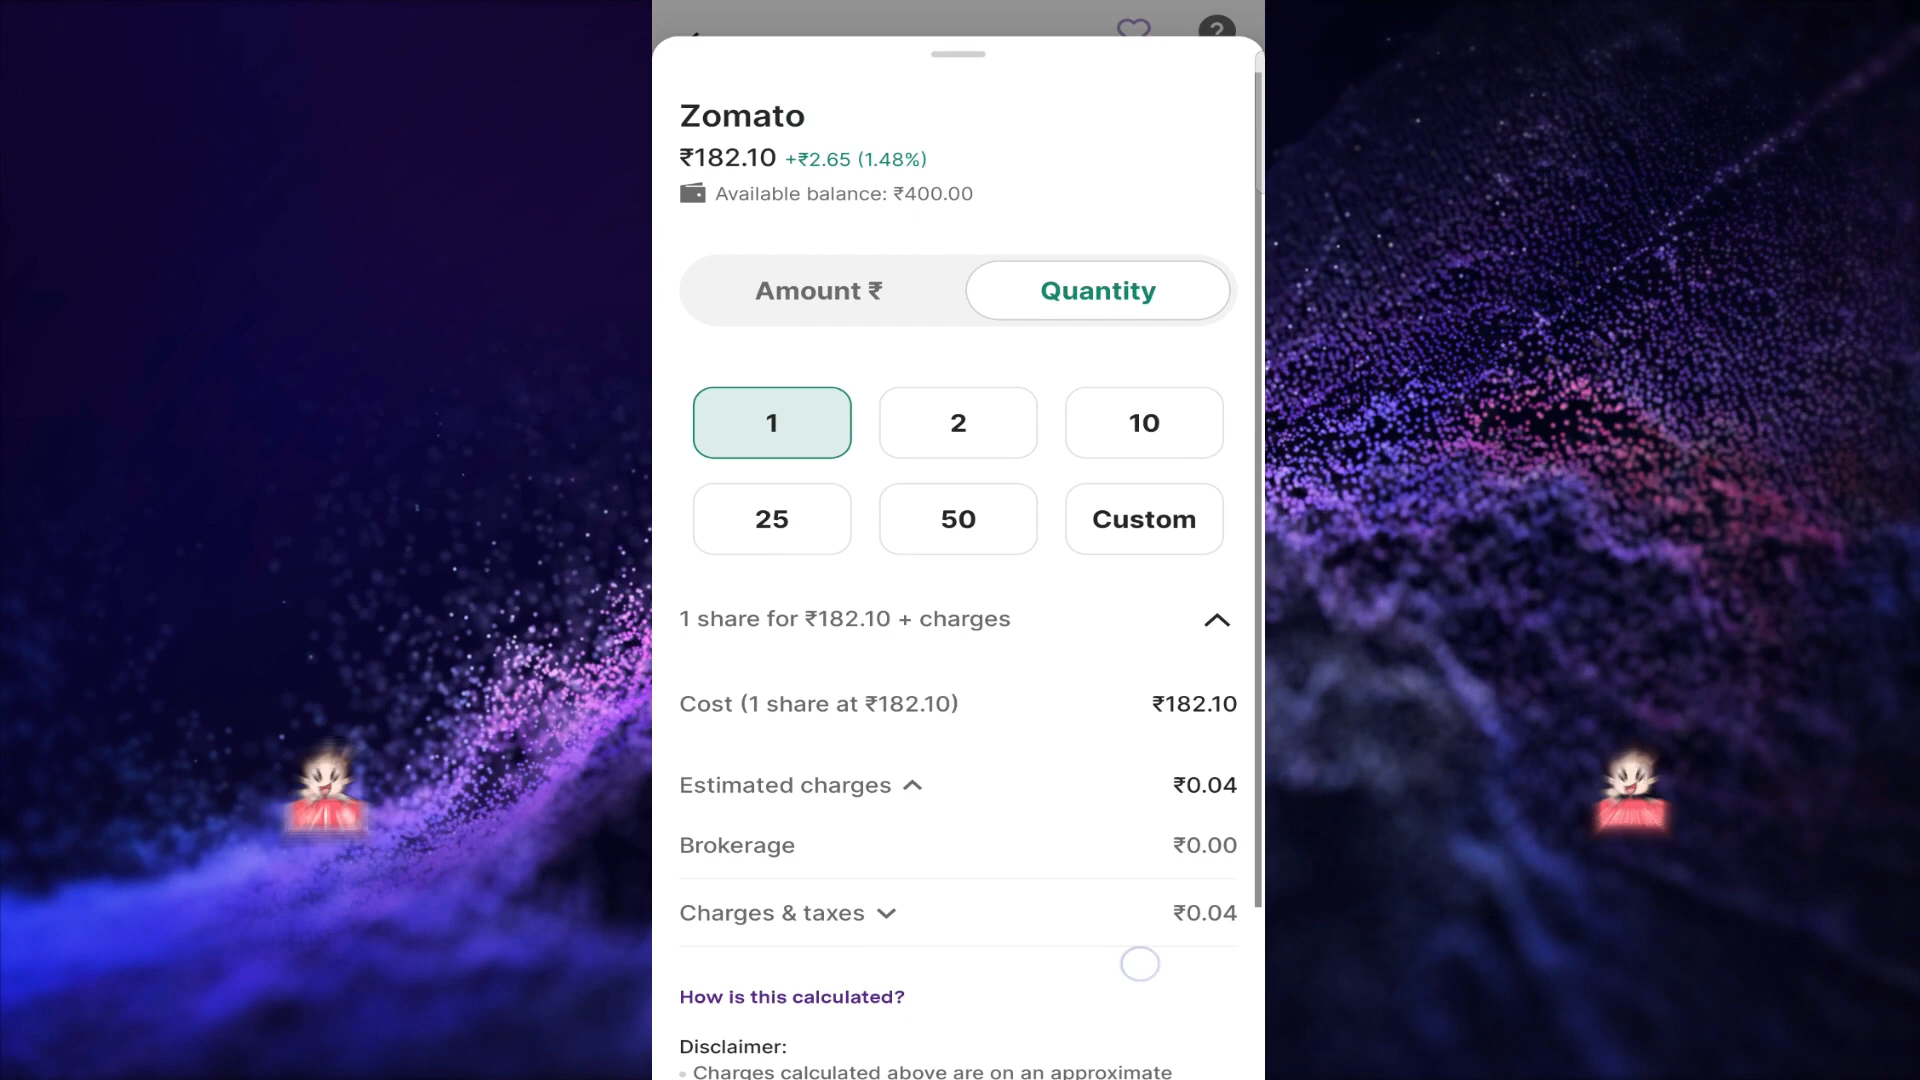 ?
Zomato
₹182.10 +₹2.65 (1.48%)
Available balance: ₹400.00
Amount ₹ Quantity
1 2 10
25 50 Custom
1 share for ₹182.10 + charges
Cost (1 share at ₹182.10) ₹182.10
Estimated charges ₹0.04
Brokerage ₹0.00
Charges & taxes ₹0.04
How is this calculated?
Disclaimer:
• Charges calculated above are on an approximate